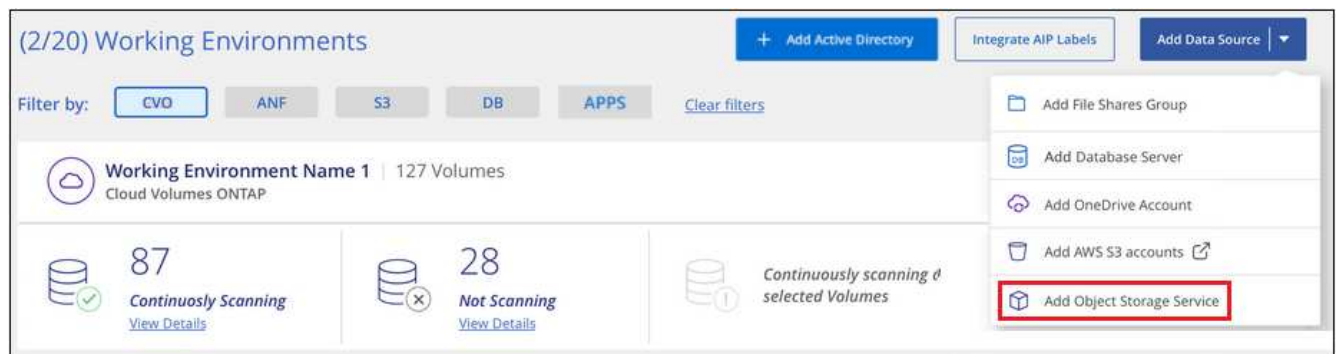 (2/20) Working Environments
+ Add Active Directory
Integrate AIP Labels
Add Data Source
Filter by:
CVO
ANF
S3
DB
APPS
Clear filters
Add File Shares Group
DB
Add Database Server
Working Environment Name 1 | 127 Volumes
Cloud Volumes ONTAP
Add OneDrive Account
Add AWS S3 accounts
Add Object Storage Service
87
Continuosly Scanning
View Details
28
Not Scanning
View Details
Continuously scanning
selected Volumes